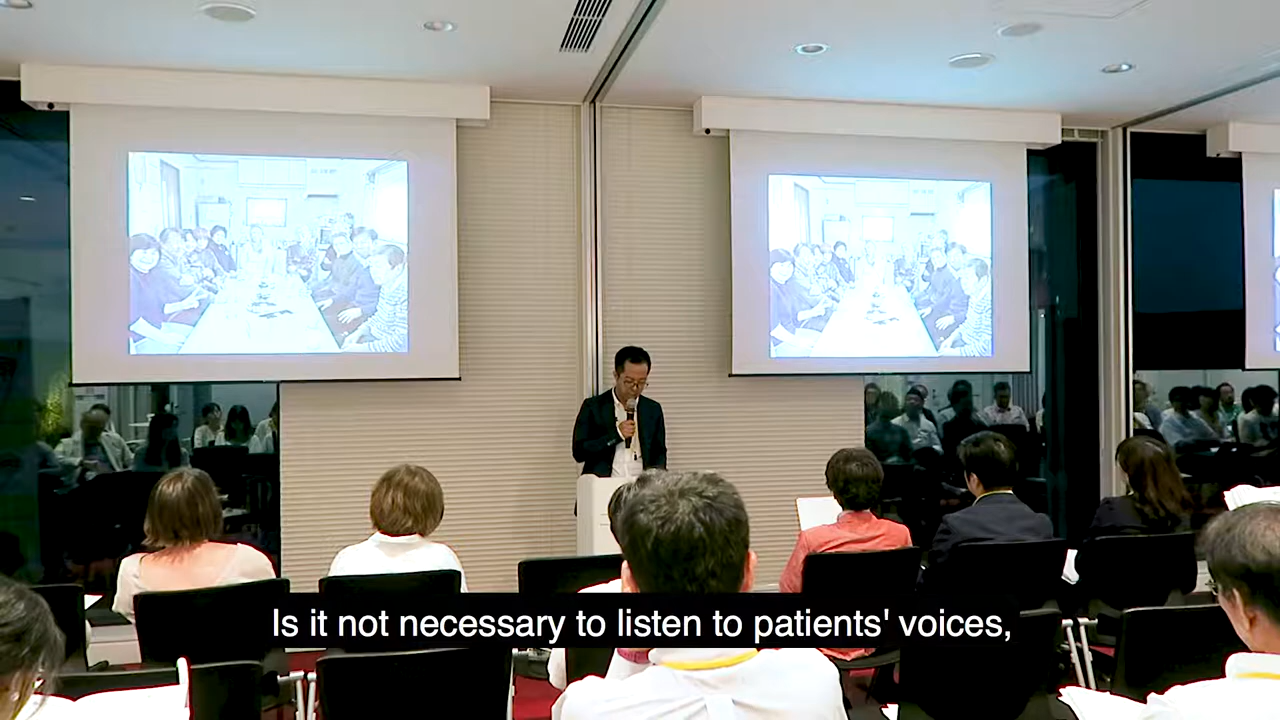 Is it not necessary to listen to patients' voices,